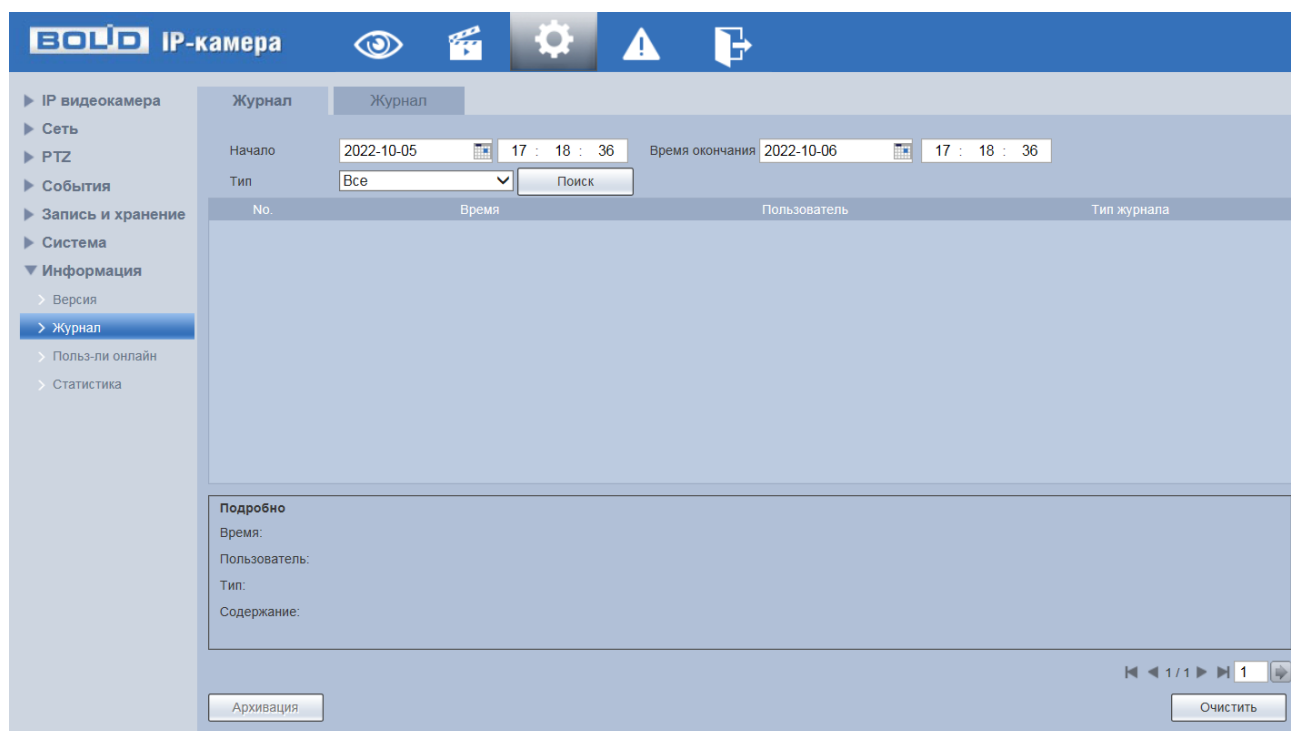 BOLID IP-камера
IP видеокамера
Сеть
PTZ
События
Запись и хранение
Система
Информация
Версия
Журнал
Польз-ли онлайн
Статистика
Журнал Журнал
Начало 2022-10-05 17 : 18 : 36 Время окончания 2022-10-06 17 : 18 : 36
Тип Все Поиск
No. Время Пользователь Тип журнала
Подробно
Время:
Пользователь:
Тип:
Содержание:
1 / 1 1
Архивация Очистить